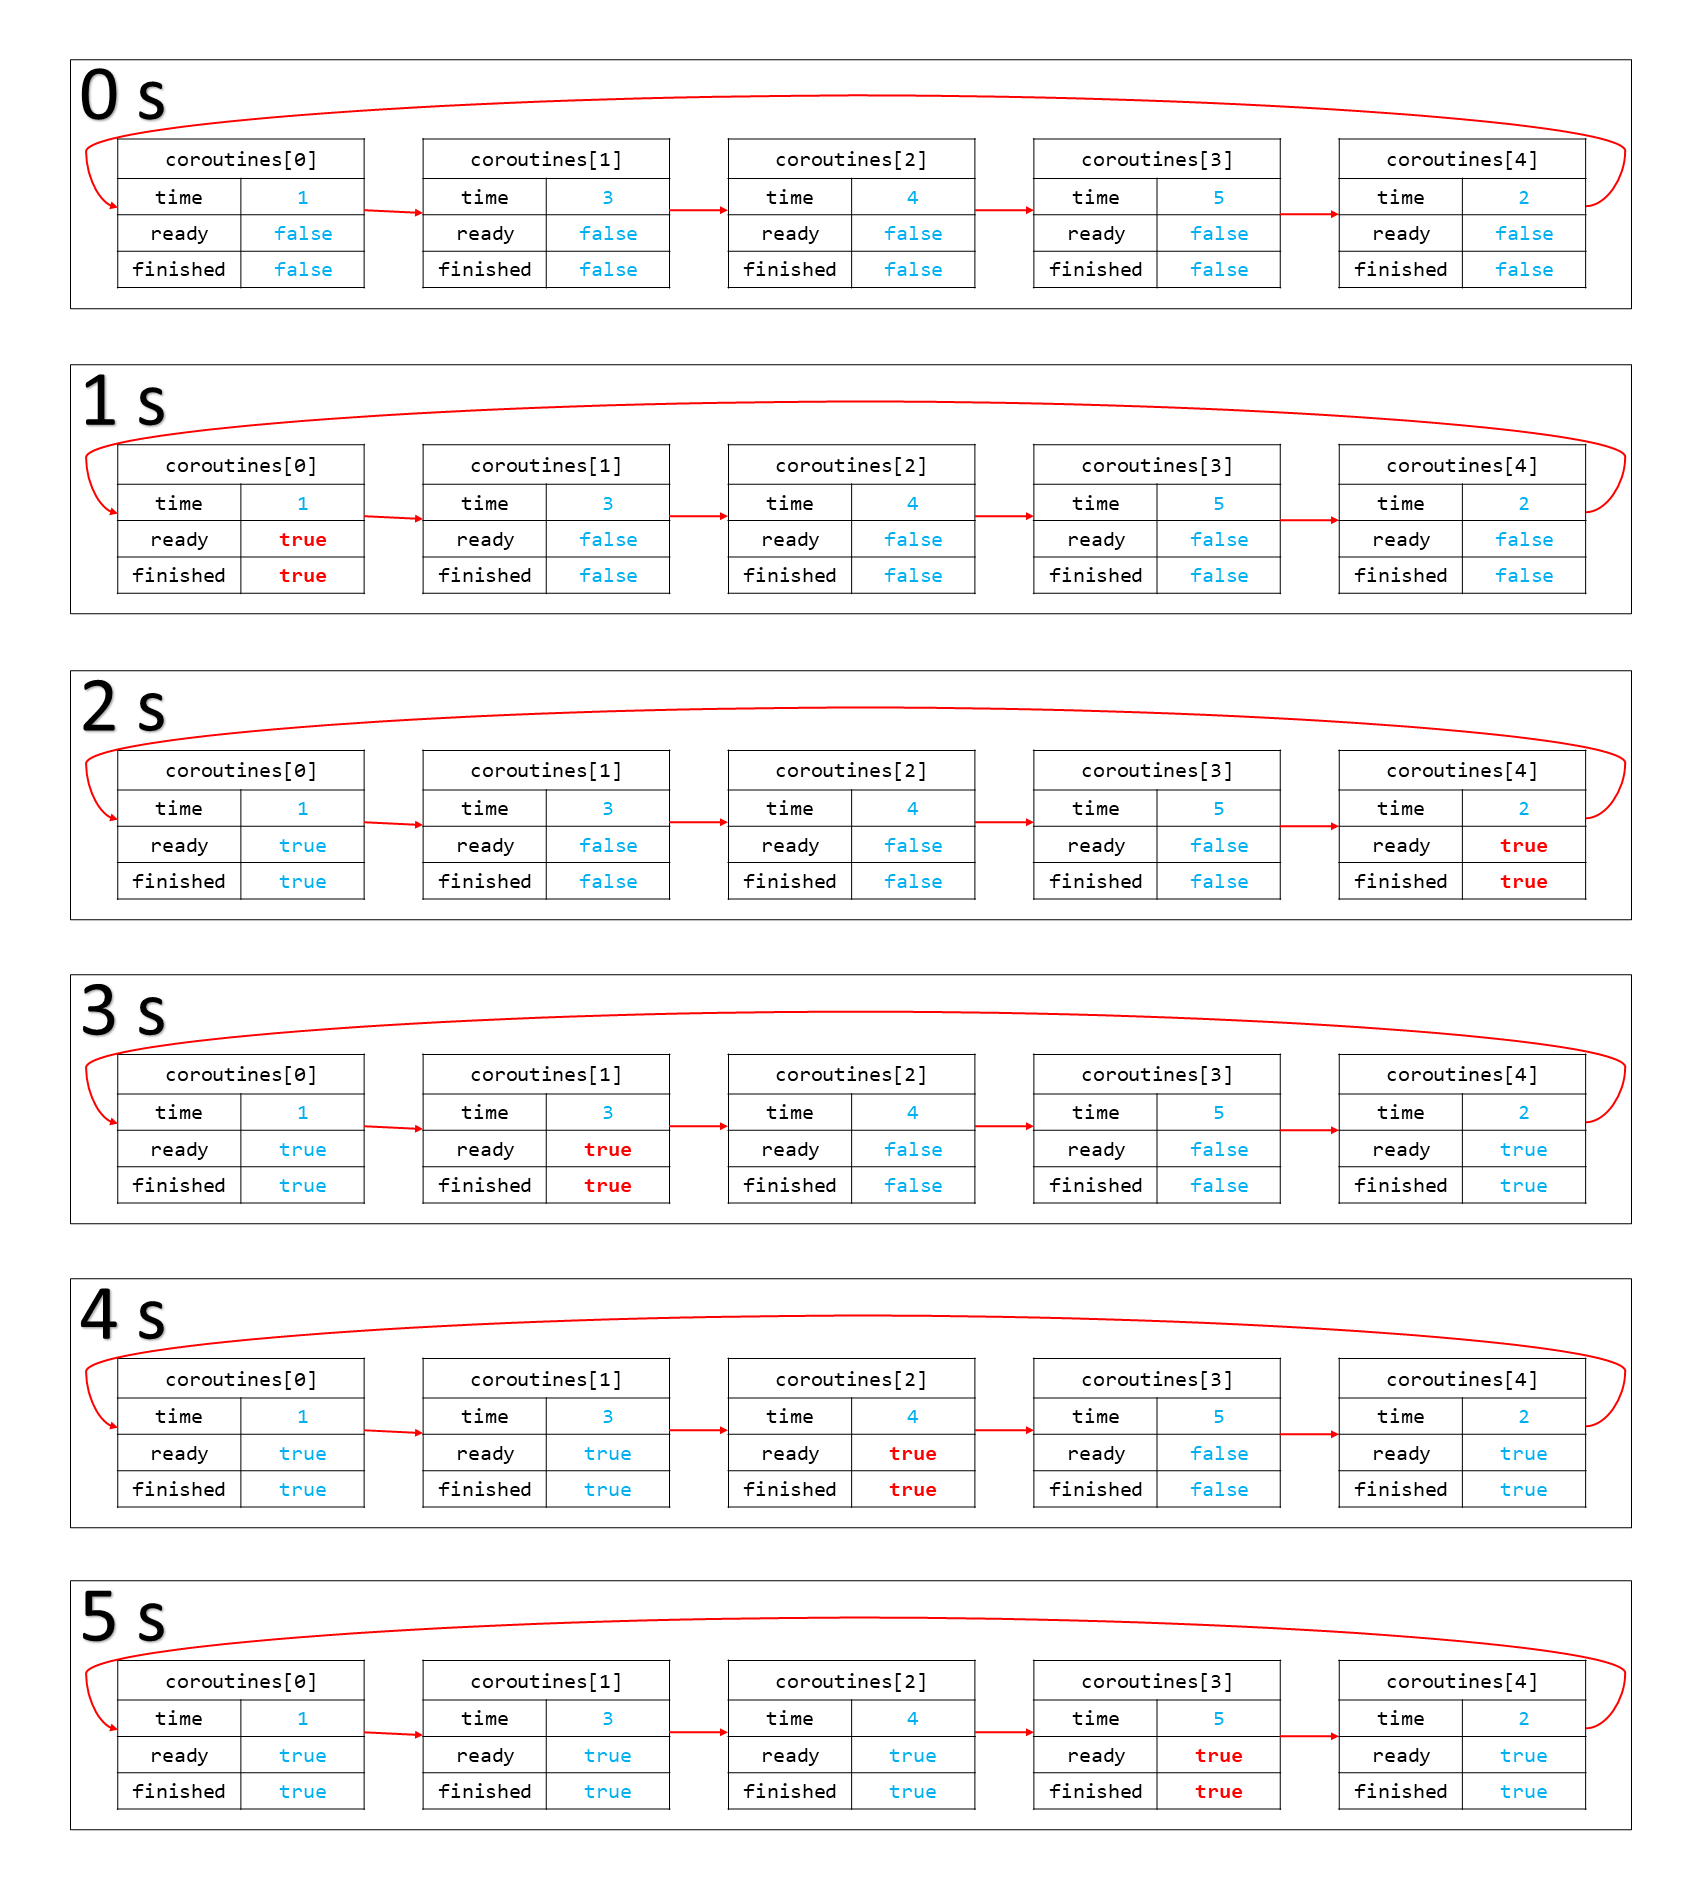 0 s
coroutines[0] coroutines[1] coroutines[2] coroutines[3] coroutines[4]
time 1 time 3 time 4 time 5 time 2
ready false ready false ready false ready false ready false
finished false finished false finished false finished false finished false
1 s
coroutines[0] coroutines[1] coroutines[2] coroutines[3] coroutines[4]
time 1 time 3 time 4 time 5 time 2
ready true ready false ready false ready false ready false
finished true finished false finished false finished false finished false
2 s
coroutines[0] coroutines[1] coroutines[2] coroutines[3] coroutines[4]
time 1 time 3 time 4 time 5 time 2
ready true ready false ready false ready false ready true
finished true finished false finished false finished false finished true
3 s
coroutines[0] coroutines[1] coroutines[2] coroutines[3] coroutines[4]
time 1 time 3 time 4 time 5 time 2
ready true ready true ready false ready false ready true
finished true finished true finished false finished false finished true
4 s
coroutines[0] coroutines[1] coroutines[2] coroutines[3] coroutines[4]
time 1 time 3 time 4 time 5 time 2
ready true ready true ready true ready false ready true
finished true finished true finished true finished false finished true
5 s
coroutines[0] coroutines[1] coroutines[2] coroutines[3] coroutines[4]
time 1 time 3 time 4 time 5 time 2
ready true ready true ready true ready true ready true
finished true finished true finished true finished true finished true